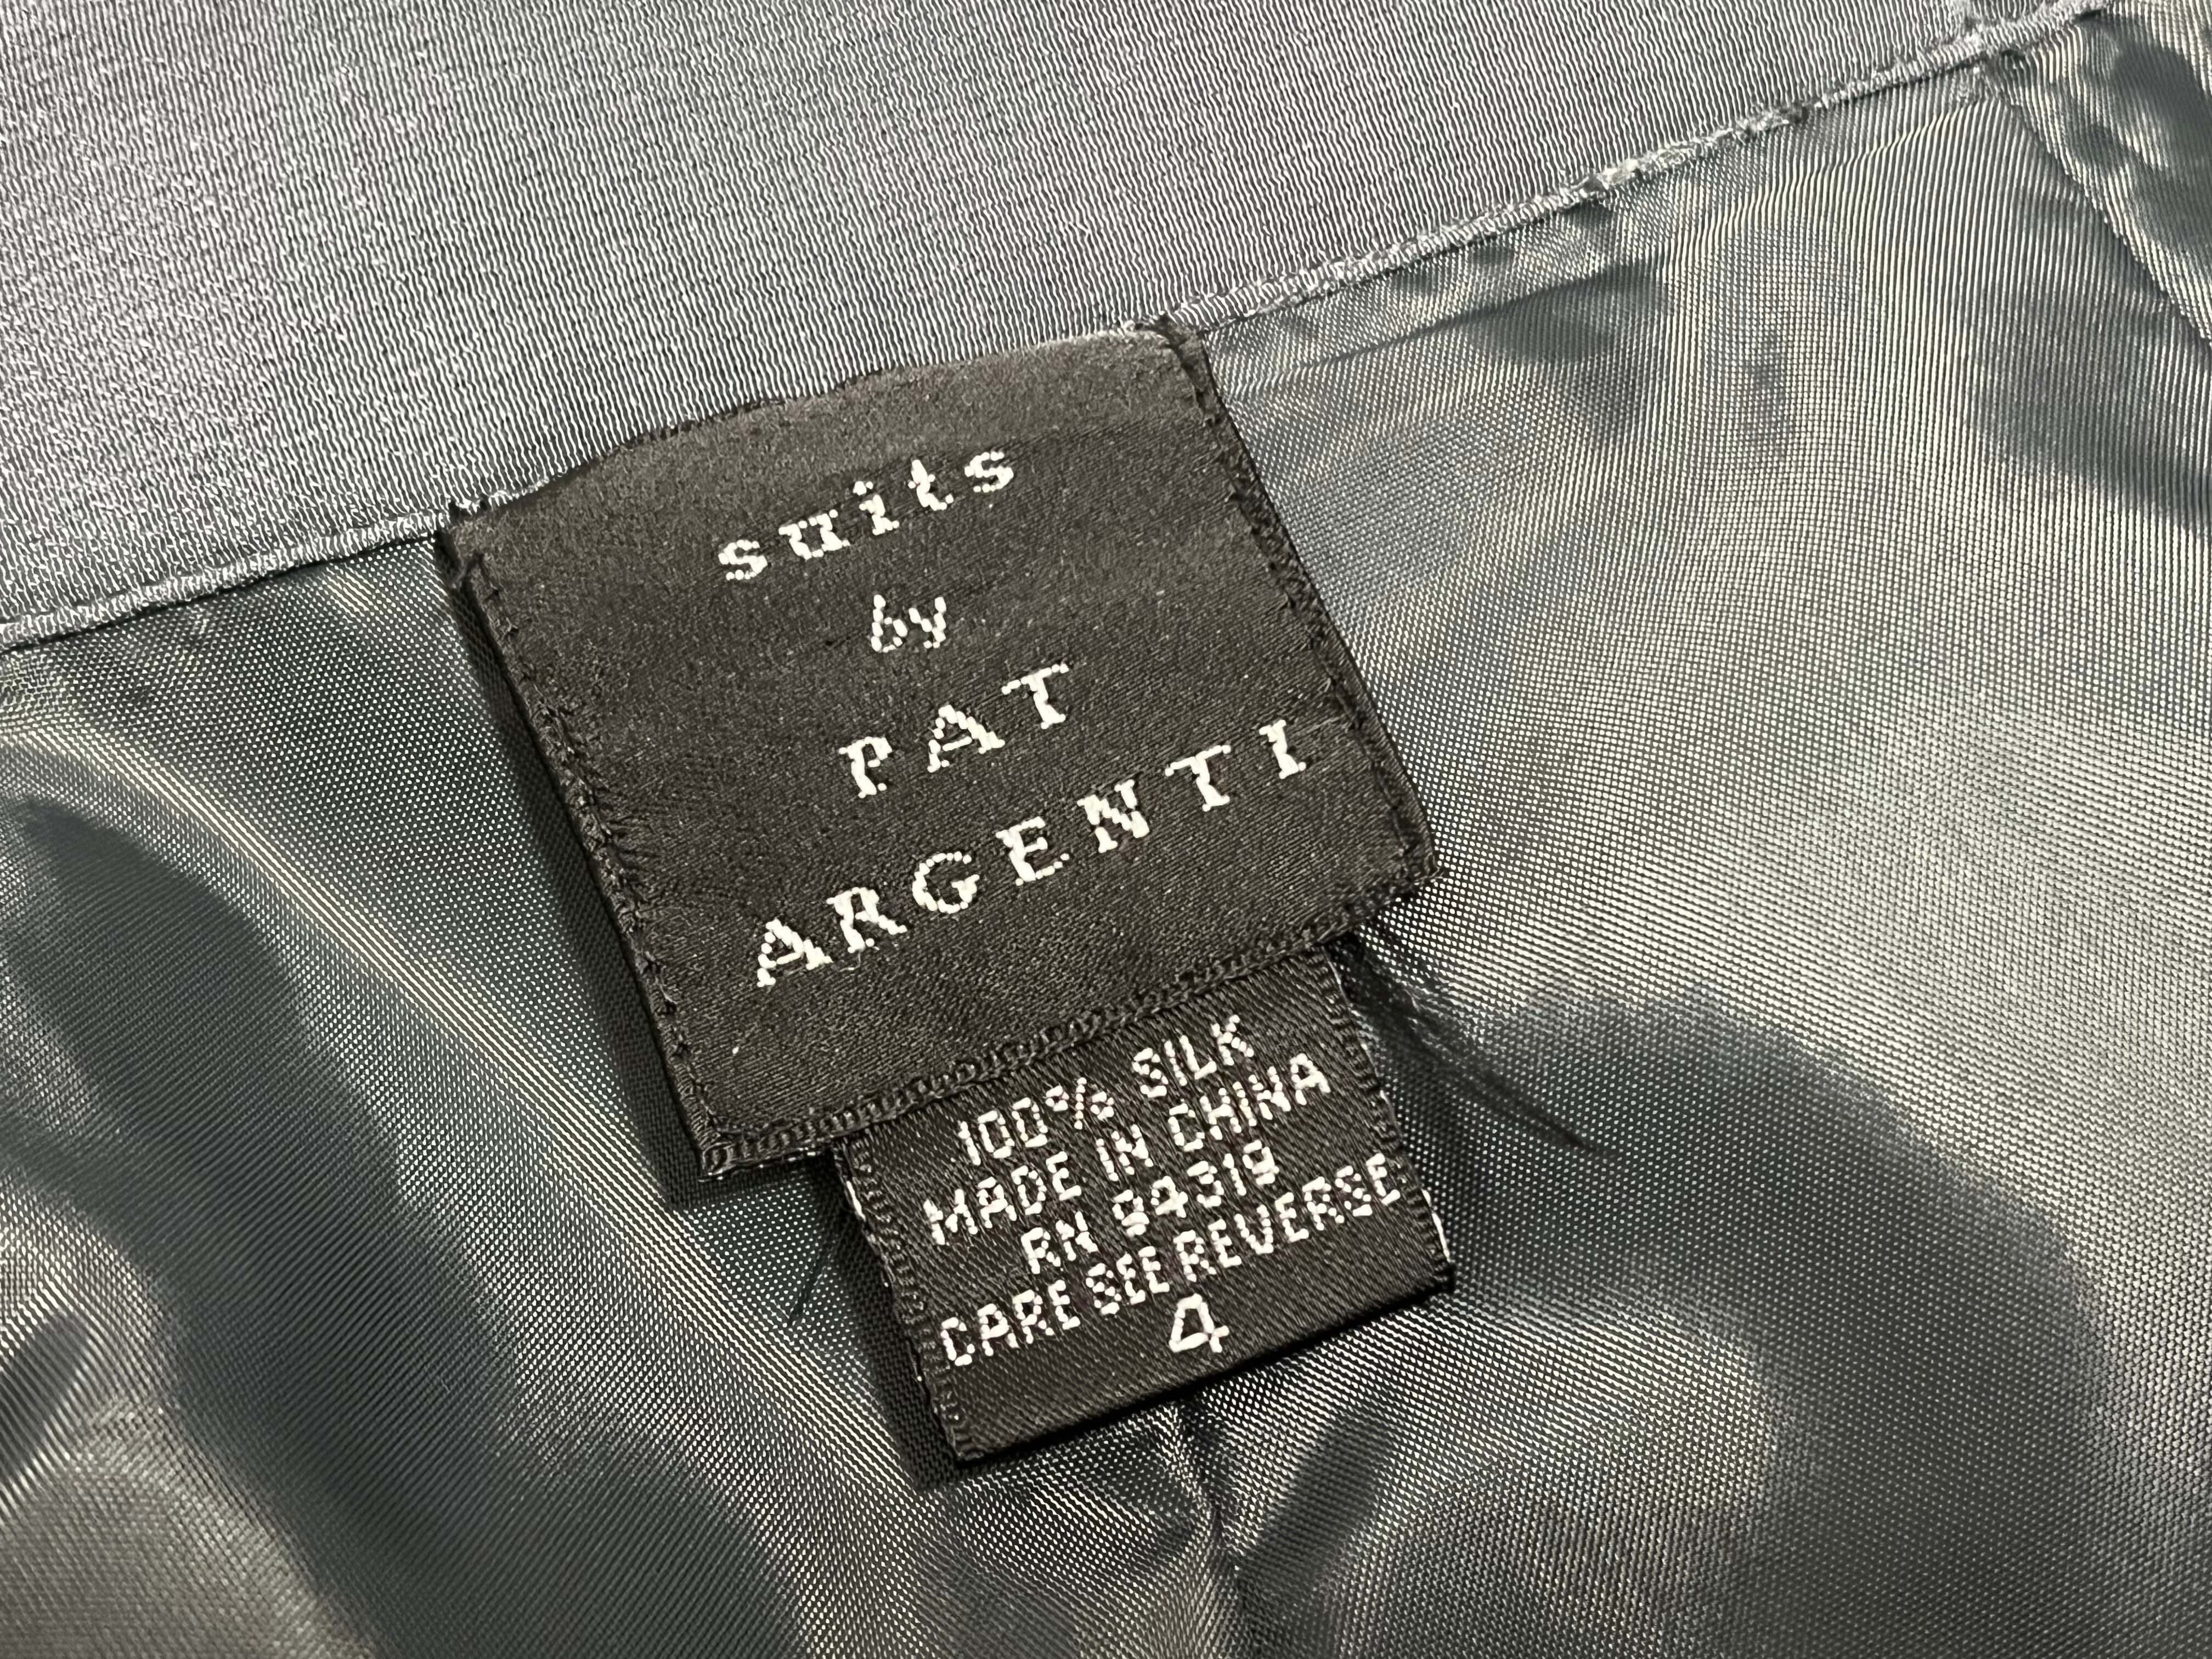 suits
by
PAT
ARGENTI
100% SILK
MADE IN CHINA
RN 94319
CARE SEE REVERSE
4